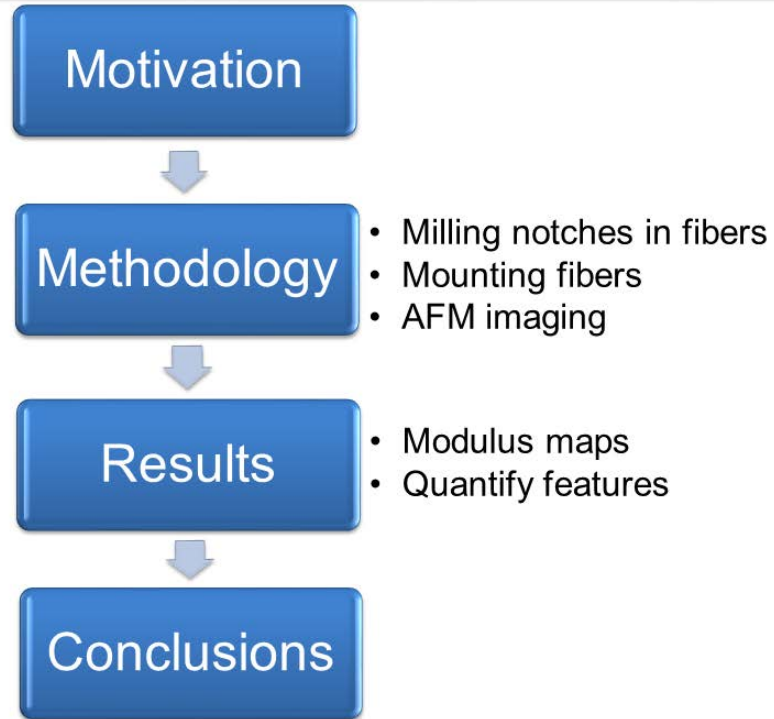 Motivation
Methodology
• Milling notches in fibers
• Mounting fibers
• AFM imaging
Results
• Modulus maps
• Quantify features
Conclusions